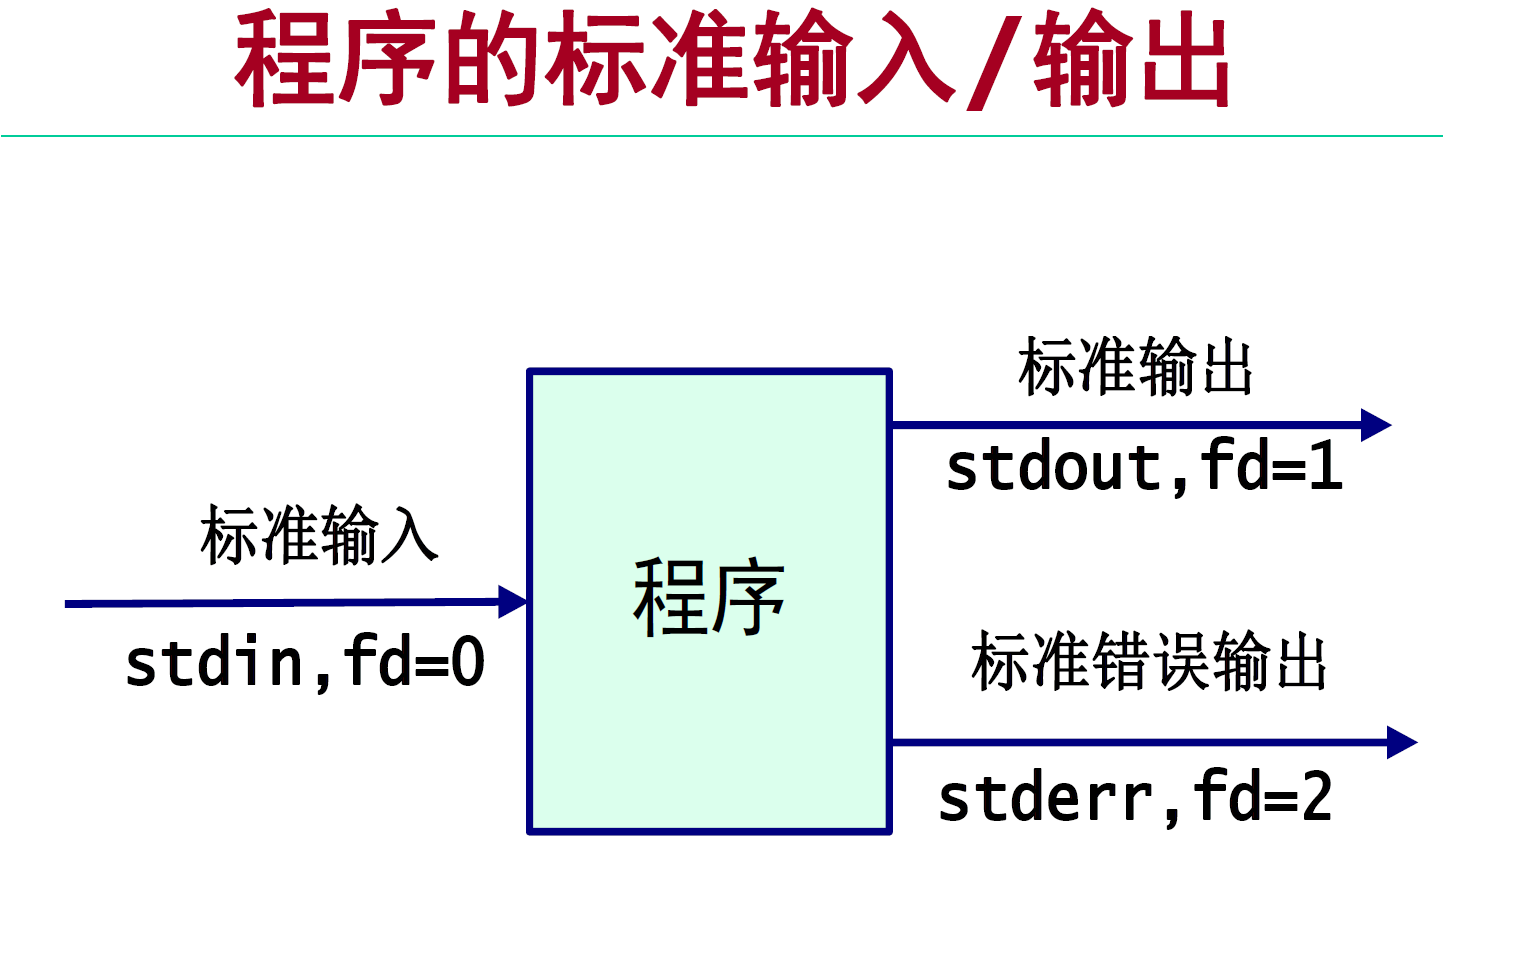 程序的标准输入/输出
标准输入
stdin,fd=0
程序
标准输出
stdout,fd=1
标准错误输出
stderr,fd=2